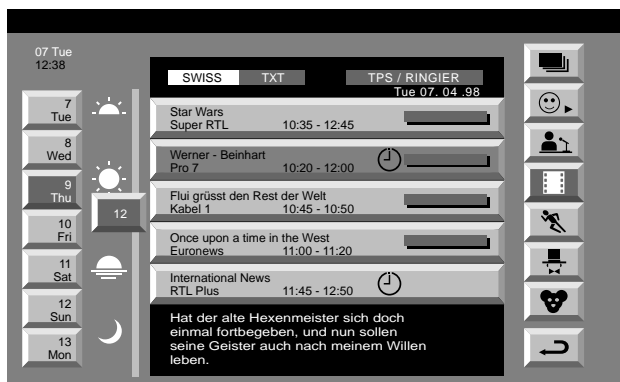 07 Tue
12:38
SWISS TXT TPS / RINGIER
Tue 07. 04 .98
7
Tue
8
Wed
9
Thu
10
Fri
11
Sat
12
Sun
13
Mon
12
Star Wars
Super RTL 10:35 - 12:45
Werner - Beinhart
Pro 7 10:20 - 12:00
Flui grüsst den Rest der Welt
Kabel 1 10:45 - 10:50
Once upon a time in the West
Euronews 11:00 - 11:20
International News
RTL Plus 11:45 - 12:50
Hat der alte Hexenmeister sich doch
einmal fortbegeben, und nun sollen
seine Geister auch nach meinem Willen
leben.